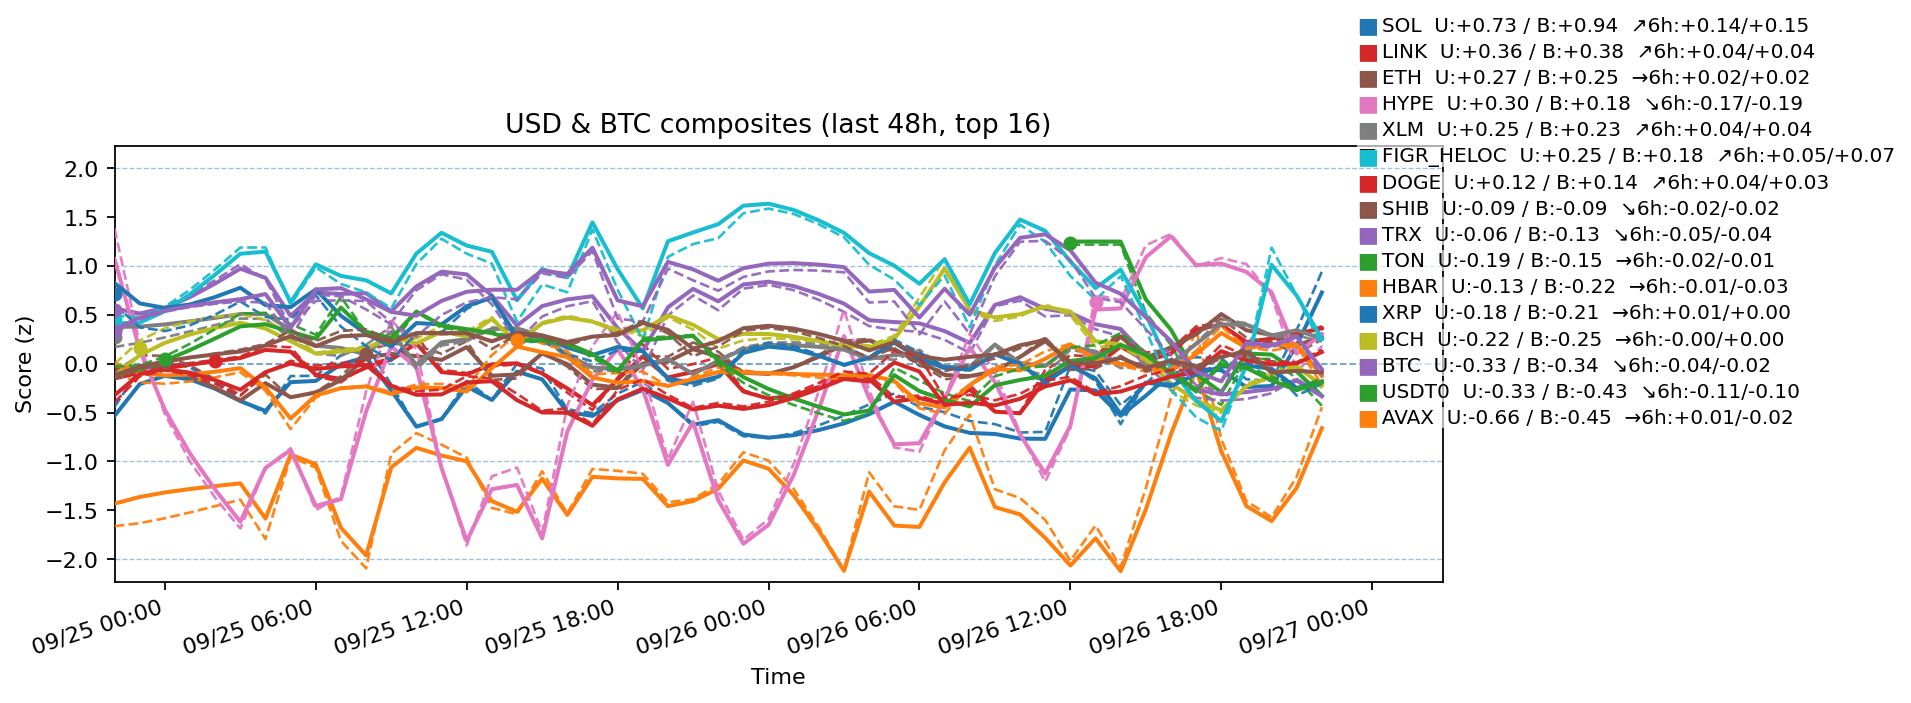 SOL  U:+0.73 / B:+0.94  ↗6h:+0.14/+0.15
LINK  U:+0.36 / B:+0.38  ↗6h:+0.04/+0.04
ETH  U:+0.27 / B:+0.25  →6h:+0.02/+0.02
HYPE  U:+0.30 / B:+0.18  ↘6h:-0.17/-0.19
XLM  U:+0.25 / B:+0.23  ↗6h:+0.04/+0.04
FIGR_HELOC  U:+0.25 / B:+0.18  ↗6h:+0.05/+0.07
DOGE  U:+0.12 / B:+0.14  ↗6h:+0.04/+0.03
SHIB  U:-0.09 / B:-0.09  ↘6h:-0.02/-0.02
TRX  U:-0.06 / B:-0.13  ↘6h:-0.05/-0.04
TON  U:-0.19 / B:-0.15  →6h:-0.02/-0.01
HBAR  U:-0.13 / B:-0.22  →6h:-0.01/-0.03
XRP  U:-0.18 / B:-0.21  →6h:+0.01/+0.00
BCH  U:-0.22 / B:-0.25  →6h:-0.00/+0.00
BTC  U:-0.33 / B:-0.34  ↘6h:-0.04/-0.02
USDT0  U:-0.33 / B:-0.43  ↘6h:-0.11/-0.10
AVAX  U:-0.66 / B:-0.45  →6h:+0.01/-0.02
USD & BTC composites (last 48h, top 16)
Score (z)
2.0
1.5
1.0
0.5
0.0
−0.5
−1.0
−1.5
−2.0
09/25 00:00
09/25 06:00
09/25 12:00
09/25 18:00
09/26 00:00
09/26 06:00
09/26 12:00
09/26 18:00
09/27 00:00
Time